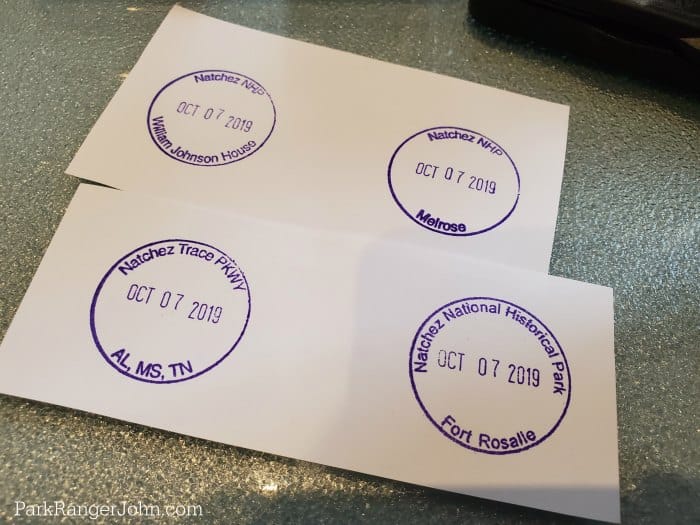 Natchez NHP
OCT 07 2019
William Johnson House
Natchez NHP
OCT 07 2019
Melrose
Natchez Trace PKWY
OCT 07 2019
AL, MS, TN
Natchez National Historical Park
OCT 07 2019
Fort Rosalie
ParkRangerJohn.com